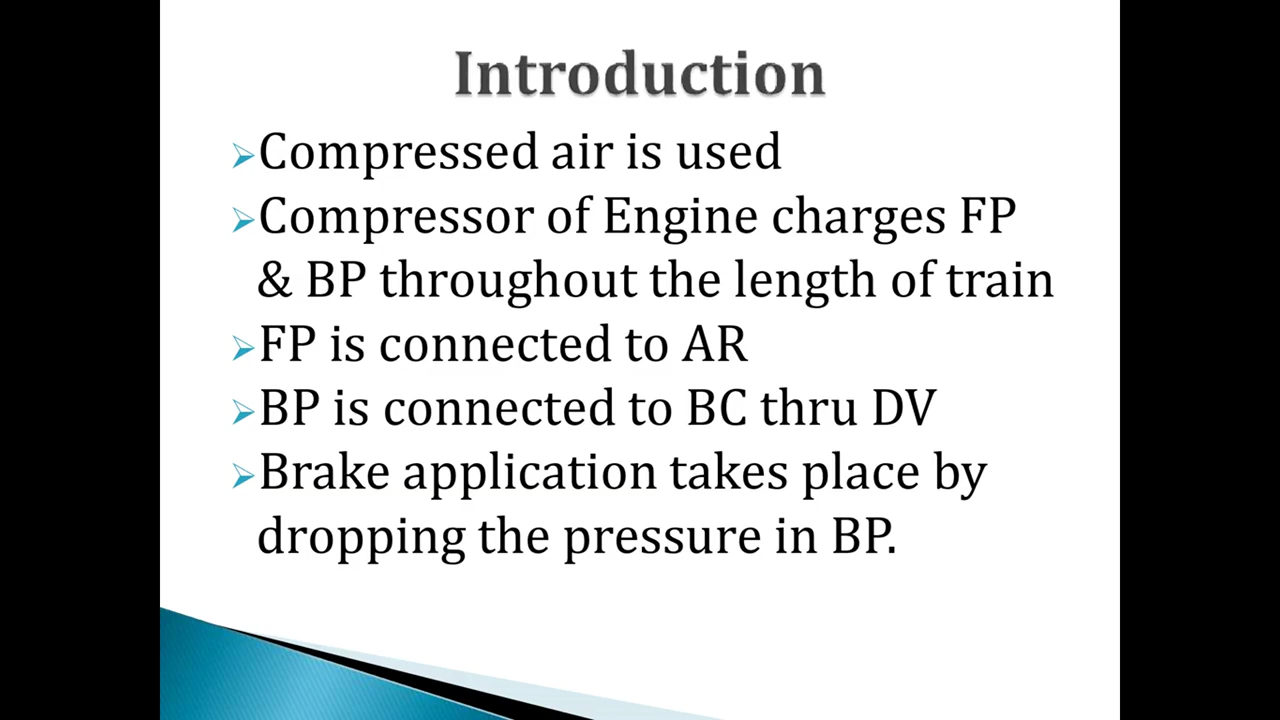 Introduction
Compressed air is used
Compressor of Engine charges FP
& BP throughout the length of train
FP is connected to AR
BP is connected to BC thru DV
Brake application takes place by
dropping the pressure in BP.